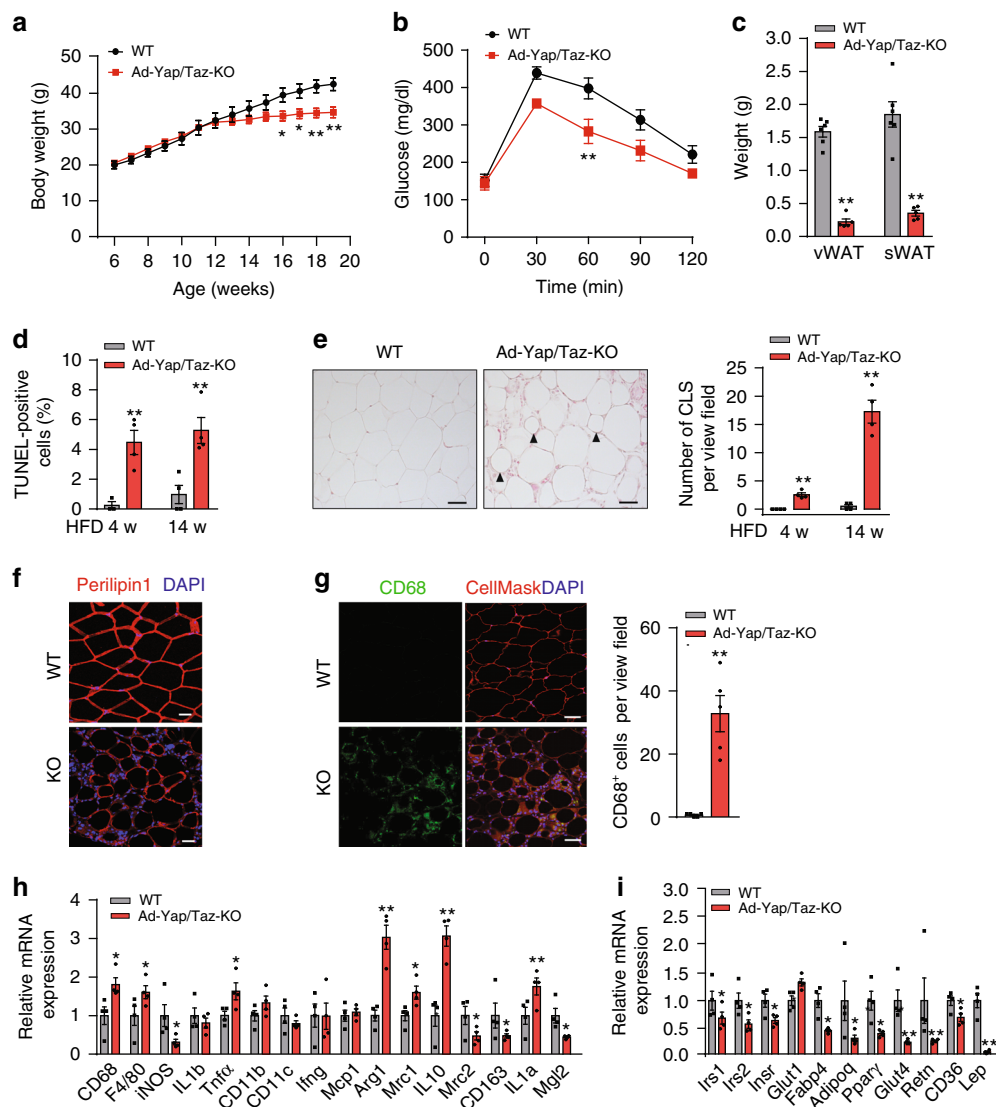 a
WT
Ad-Yap/Taz-KO
Body weight (g)
50
40
30
20
10
0
* * ** **
6 8 10 12 14 16 18 20
Age (weeks)
b
WT
Ad-Yap/Taz-KO
Glucose (mg/dl)
500
400
300
200
100
0
**
0 30 60 90 120
Time (min)
c
WT
Ad-Yap/Taz-KO
Weight (g)
3.0
2.5
2.0
1.5
1.0
0.5
0.0
** **
vWAT sWAT
d
WT
Ad-Yap/Taz-KO
TUNEL-positive
cells (%)
10
8
6
4
2
0
** **
HFD 4 w 14 w
e
WT Ad-Yap/Taz-KO
WT
Ad-Yap/Taz-KO
Number of CLS
per view field
25
20
15
10
5
0
** **
HFD 4 w 14 w
f
Perilipin1 DAPI
WT
KO
g
CD68 CellMaskDAPI
WT
KO
WT
Ad-Yap/Taz-KO
CD68+ cells per view field
60
40
20
0
**
h
WT
Ad-Yap/Taz-KO
Relative mRNA
expression
4
3
2
1
0
* * * * ** * ** * * ** *
CD68 F4/80 iNOS IL1b Tnfα CD11b CD11c Ifng Mcp1 Arg1 Mrc1 IL10 Mrc2 CD163 IL1a Mgl2
i
WT
Ad-Yap/Taz-KO
Relative mRNA
expression
3.0
2.5
2.0
1.5
1.0
0.5
0.0
* * * * * * ** ** * **
Irs1 Irs2 Insr Glut1 Fabp4 Adipoq Pparγ Glut4 Retn CD36 Lep